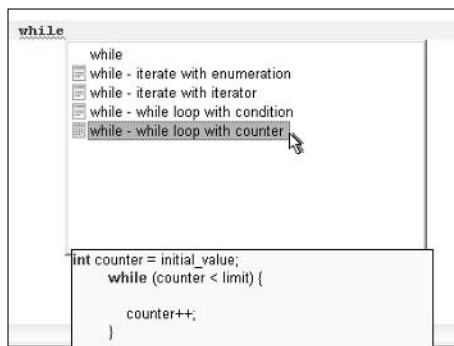 while
while
while - iterate with enumeration
while - iterate with iterator
while - while loop with condition
while - while loop with counter
int counter = initial_value;
while (counter < limit) {
counter++;
}